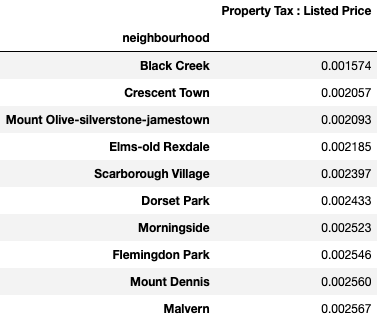 Property Tax : Listed Price
neighbourhood
Black Creek 0.001574
Crescent Town 0.002057
Mount Olive-silverstone-jamestown 0.002093
Elms-old Rexdale 0.002185
Scarborough Village 0.002397
Dorset Park 0.002433
Morningside 0.002523
Flemingdon Park 0.002546
Mount Dennis 0.002560
Malvern 0.002567